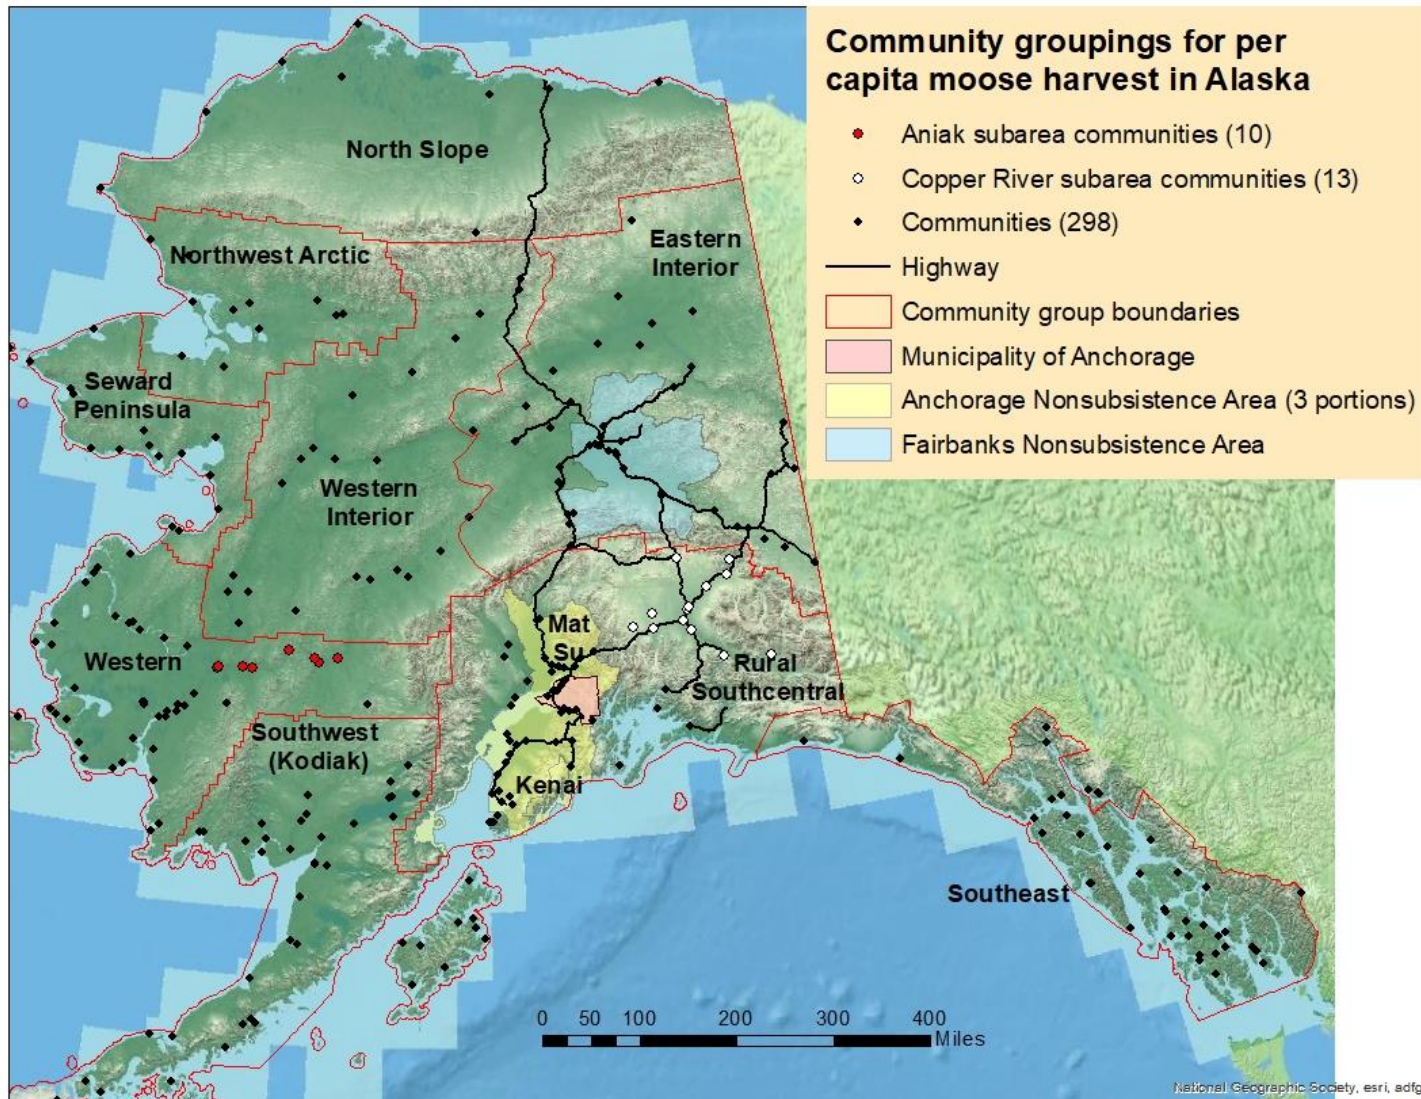 Community groupings for per
capita moose harvest in Alaska
Aniak subarea communities (10)
Copper River subarea communities (13)
Communities (298)
Highway
Community group boundaries
Municipality of Anchorage
Anchorage Nonsubsistence Area (3 portions)
Fairbanks Nonsubsistence Area
North Slope
Northwest Arctic
Eastern
Interior
Seward
Peninsula
Western
Interior
Western
Mat
Su
Rural
Southcentral
Southwest
(Kodiak)
Kenai
Southeast
0 50 100 200 300 400
Miles
National Geographic Society, esri, adfg